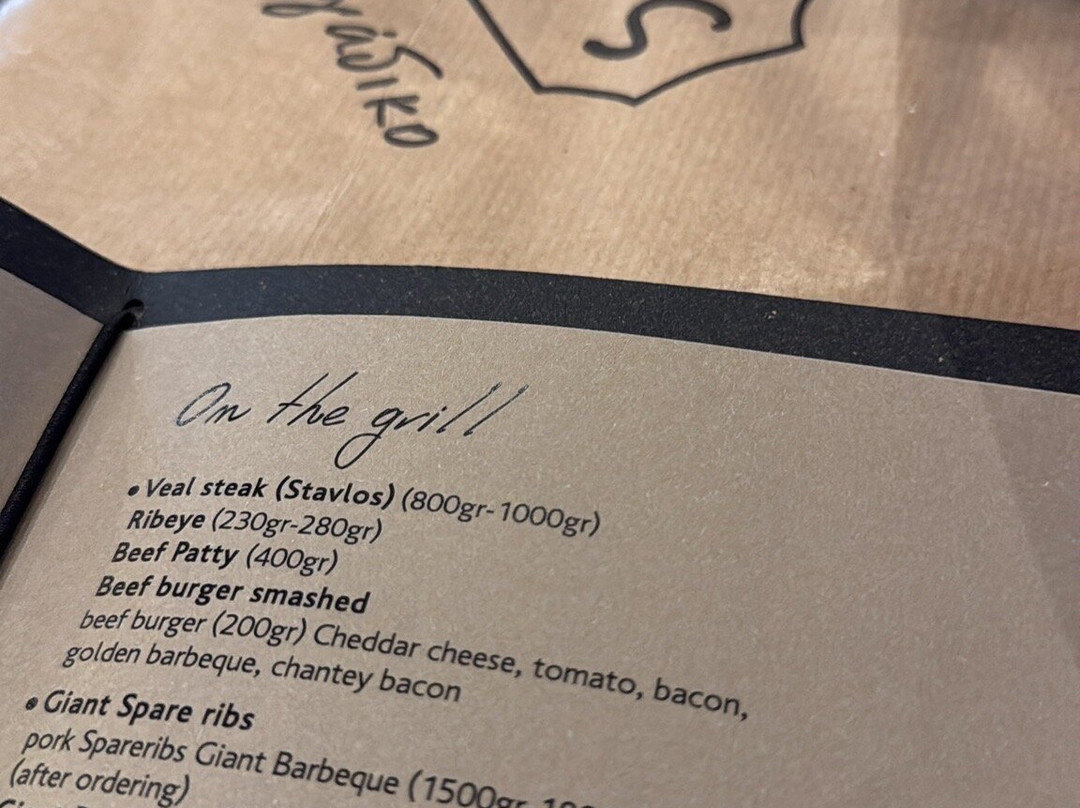 S
On the grill
• Veal steak (Stavlos) (800gr-1000gr)
Ribeye (230gr-280gr)
Beef Patty (400gr)
Beef burger smashed
beef burger (200gr) Cheddar cheese, tomato, bacon,
golden barbeque, chantey bacon
• Giant Spare ribs
pork Spareribs Giant Barbeque (1500gr
(after ordering)